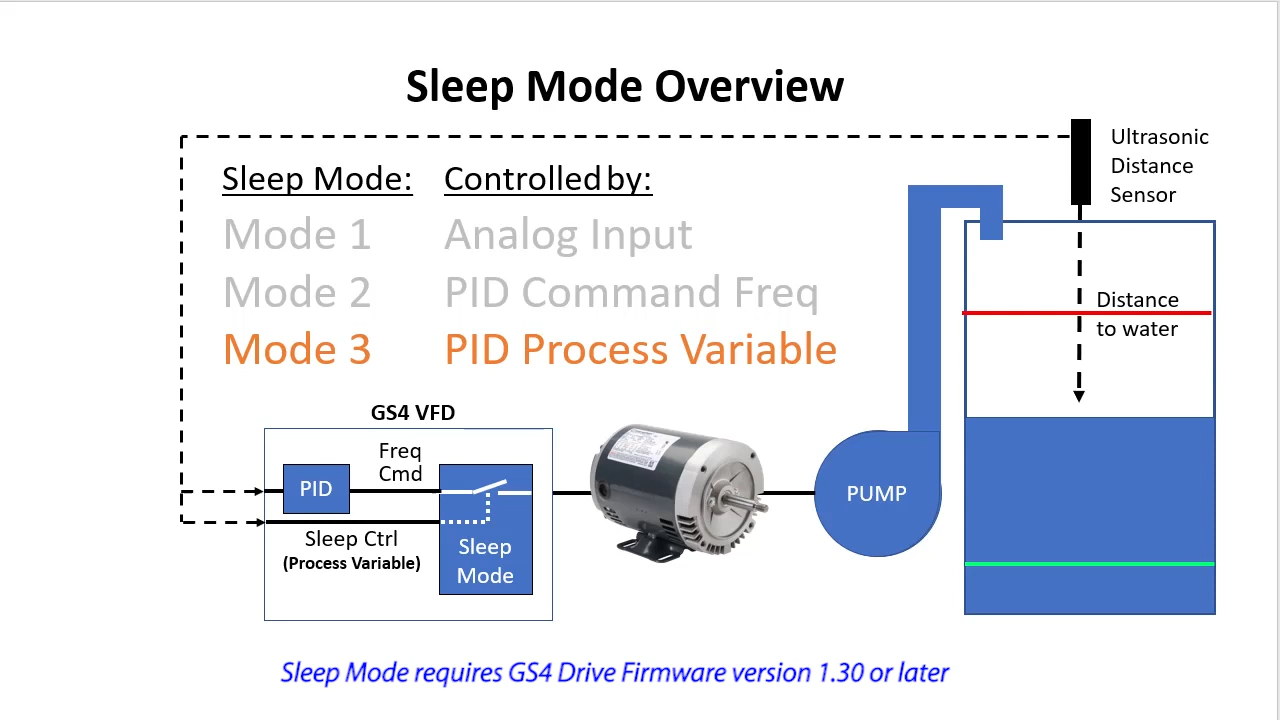 Sleep Mode Overview
Ultrasonic
Distance
Sensor
Sleep Mode: Controlled by:
Mode 1 Analog Input
Mode 2 PID Command Freq
Mode 3 PID Process Variable
Distance
to water
GS4 VFD
Freq
Cmd
PID
Sleep Ctrl
(Process Variable)
Sleep
Mode
PUMP
Sleep Mode requires GS4 Drive Firmware version 1.30 or later